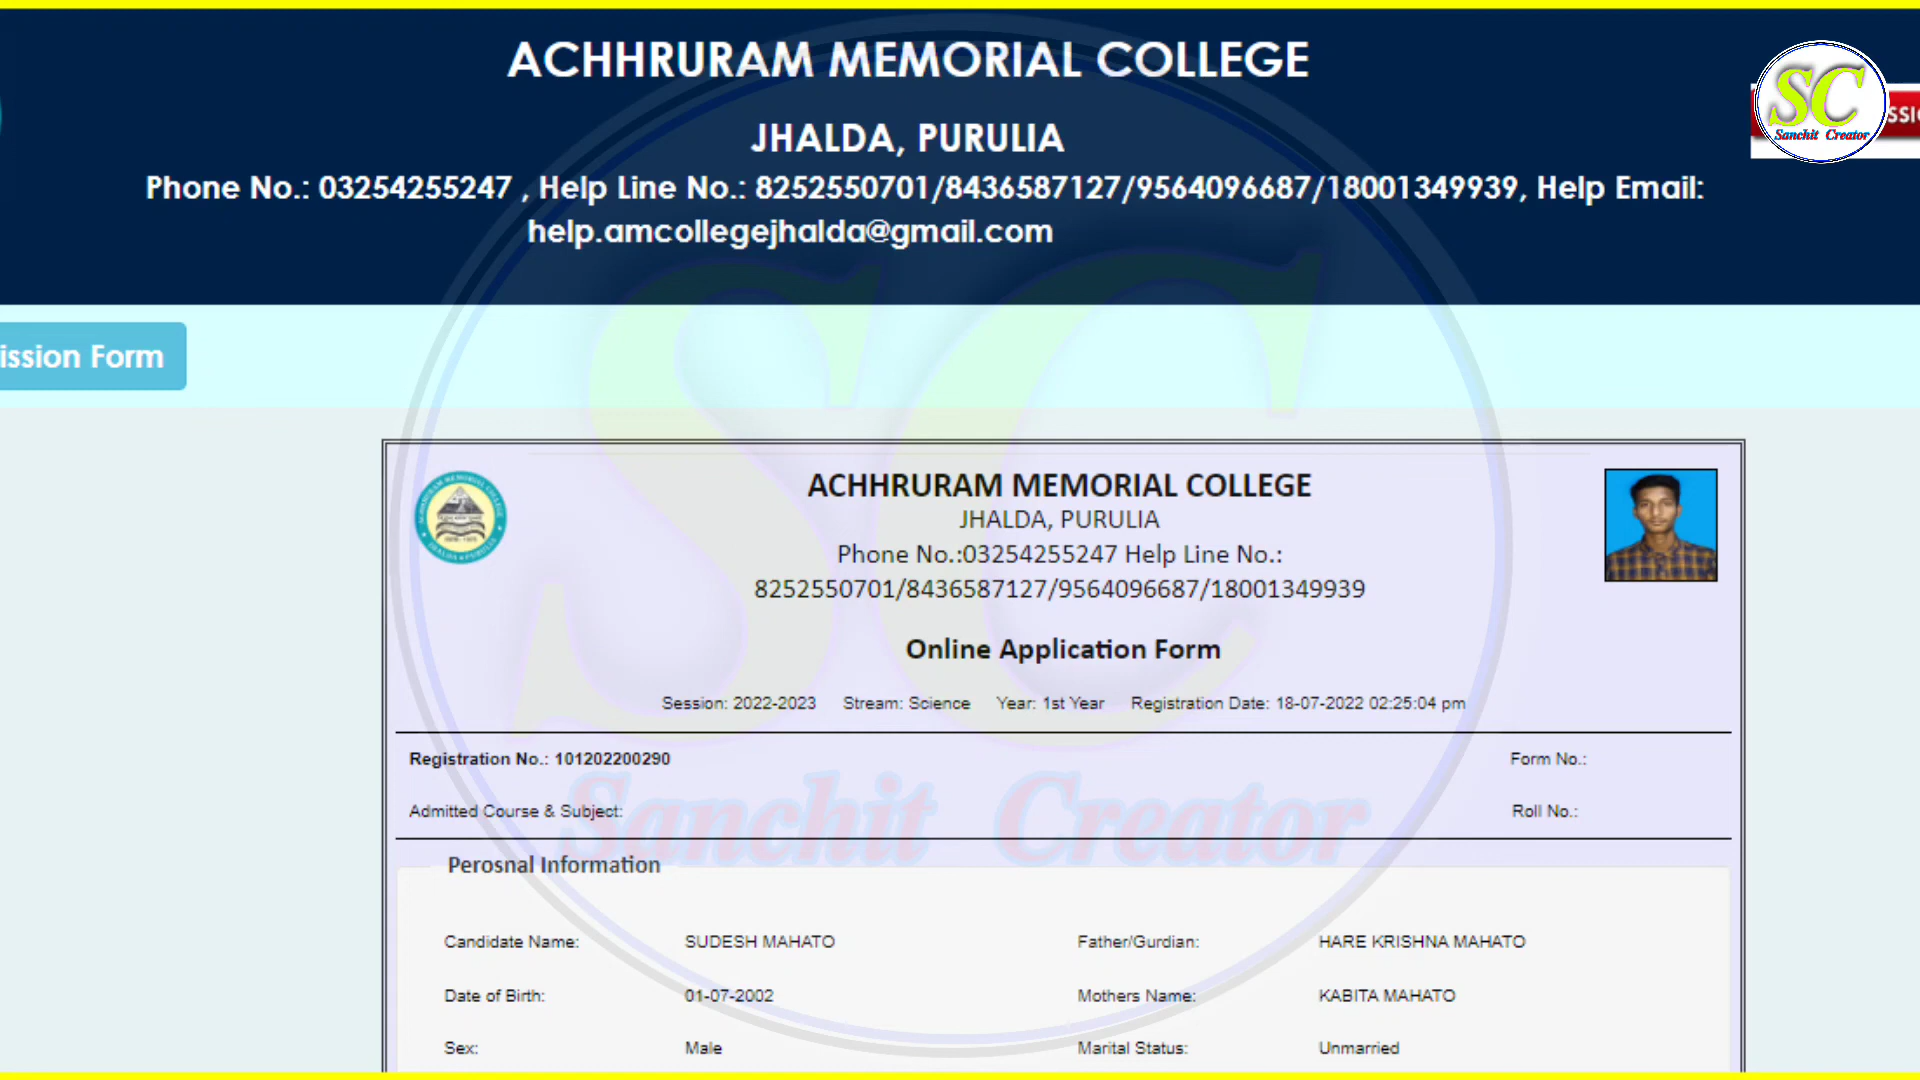 ACHHRURAM MEMORIAL COLLEGE
SC
Sanchit Creator
JHALDA, PURULIA
Phone No.: 03254255247 , Help Line No.: 8252550701/8436587127/9564096687/18001349939, Help Email:
help.amcollegejhalda@gmail.com
ission Form
ACHHRURAM MEMORIAL COLLEGE
JHALDA, PURULIA
Phone No.:03254255247 Help Line No.:
8252550701/8436587127/9564096687/18001349939
Online Application Form
Session: 2022-2023 Stream: Science Year: 1st Year Registration Date: 18-07-2022 02:25:04 pm
Registration No.: 101202200290 Form No.:
Admitted Course & Subject: Roll No.:
SC
Sanchit Creator
Perosnal Information
Candidate Name: SUDESH MAHATO Father/Gurdian: HARE KRISHNA MAHATO
Date of Birth: 01-07-2002 Mothers Name: KABITA MAHATO
Sex: Male Marital Status: Unmarried